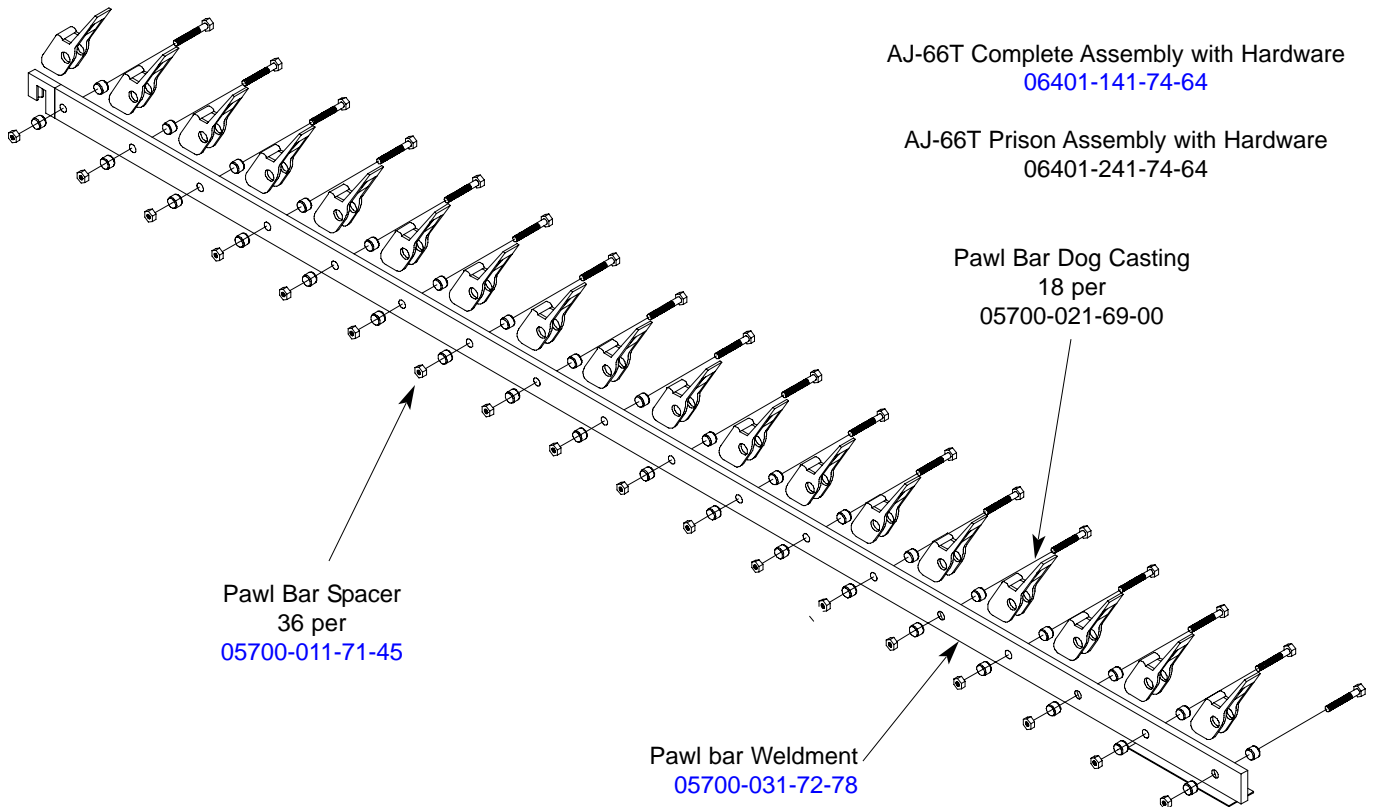 AJ-66T Complete Assembly with Hardware
06401-141-74-64
AJ-66T Prison Assembly with Hardware
06401-241-74-64
Pawl Bar Dog Casting
18 per
05700-021-69-00
Pawl Bar Spacer
36 per
05700-011-71-45
Pawl bar Weldment
05700-031-72-78